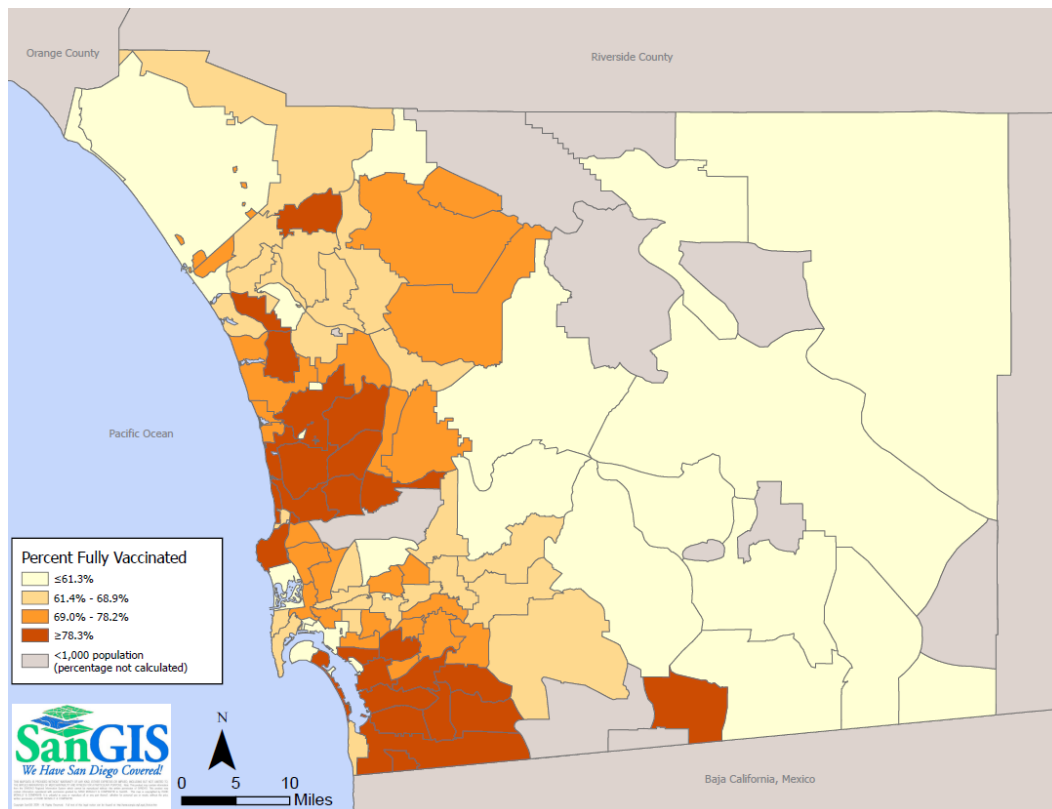 Orange County
Riverside County
Pacific Ocean
Percent Fully Vaccinated
≤61.3%
61.4% - 68.9%
69.0% - 78.2%
≥78.3%
<1,000 population
(percentage not calculated)
SanGIS
We Have San Diego Covered!
N
0 5 10
Miles
Baja California, Mexico